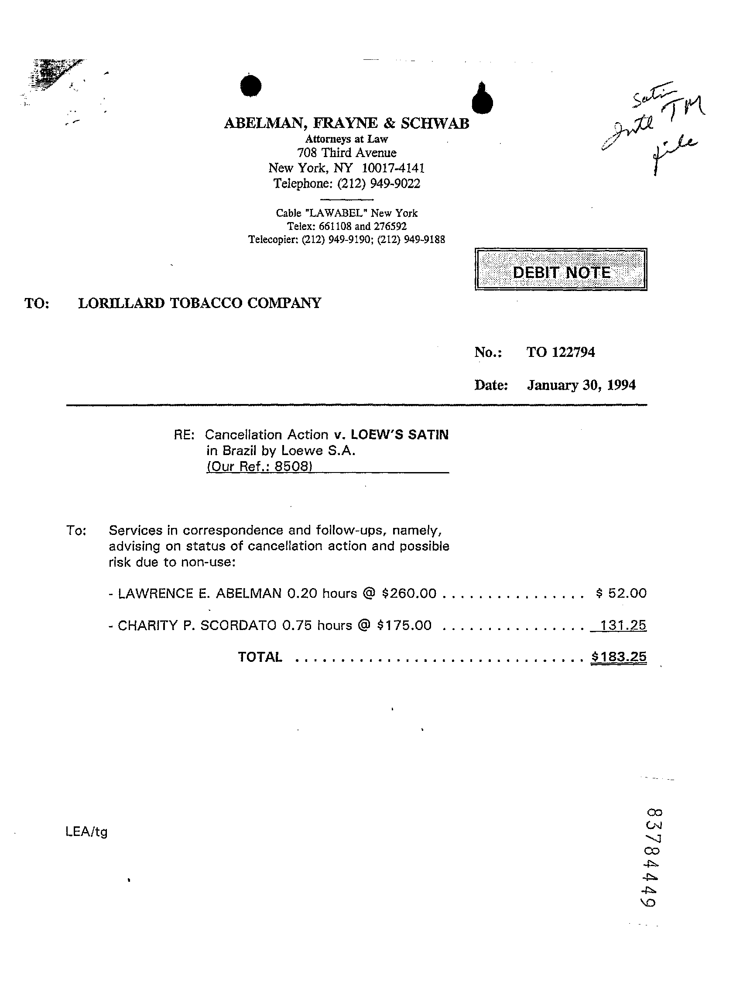 Satin
Intl TM
file
ABELMAN, FRAYNE & SCHWAB
Attorneys at Law
708 Third Avenue
New York, NY 10017-4141
Telephone: (212) 949-9022
Cable "LAWABEL" New York
Telex: 661108 and 276592
Telecopier: (212) 949-9190; (212) 949-9188
DEBIT NOTE
TO: LORILLARD TOBACCO COMPANY
No.: TO 122794
Date: January 30, 1994
RE: Cancellation Action v. LOEW'S SATIN
in Brazil by Loewe S.A.
(Our Ref.: 8508)
To: Services in correspondence and follow-ups, namely,
advising on status of cancellation action and possible
risk due to non-use:
- LAWRENCE E. ABELMAN 0.20 hours @ $260.00 ................ $ 52.00
- CHARITY P. SCORDATO 0.75 hours @ $175.00 ................ 131.25
TOTAL ................................ $183.25
LEA/tg
83784449